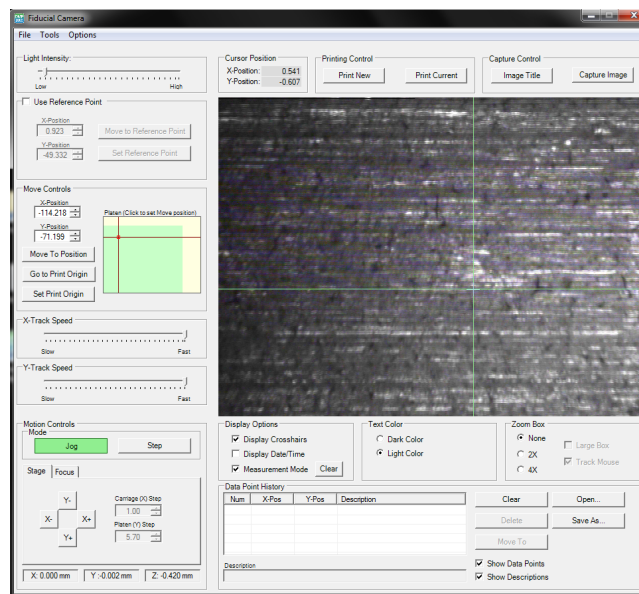 Fiducial Camera
File Tools Options
Light Intensity:
Low High
Cursor Position
X-Position: 0.541
Y-Position: -0.607
Printing Control
Print New Print Current
Capture Control
Image Title Capture Image
Use Reference Point
X-Position
0.923 Move to Reference Point
Y-Position
-49.332 Set Reference Point
Move Controls
X-Position
-114.218 Platen (Click to set Move position)
Y-Position
-71.199
Move To Position
Go to Print Origin
Set Print Origin
X-Track Speed
Slow Fast
Y-Track Speed
Slow Fast
Motion Controls
Mode
Jog Step
Stage Focus
Y-
X- X+
Y+
Carriage (X) Step
1.00
Platen (Y) Step
5.70
X: 0.000 mm Y :-0.002 mm Z: -0.420 mm
Display Options
Display Crosshairs
Display Date/Time
Measurement Mode Clear
Text Color
Dark Color
Light Color
Zoom Box
None
2X
4X
Large Box
Track Mouse
Data Point History
Num X-Pos Y-Pos Description
Clear Open...
Delete Save As...
Move To
Description
Show Data Points
Show Descriptions